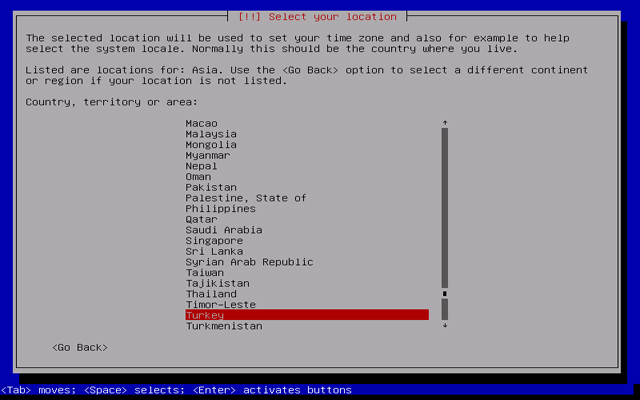 [!!] Select your location
The selected location will be used to set your time zone and also for example to help
select the system locale. Normally this should be the country where you live.
Listed are locations for: Asia. Use the <Go Back> option to select a different continent
or region if your location is not listed.
Country, territory or area:
Macao
Malaysia
Mongolia
Myanmar
Nepal
Oman
Pakistan
Palestine, State of
Philippines
Qatar
Saudi Arabia
Singapore
Sri Lanka
Syrian Arab Republic
Taiwan
Tajikistan
Thailand
Timor-Leste
Turkey
Turkmenistan
<Go Back>
<Tab> moves; <Space> selects; <Enter> activates buttons